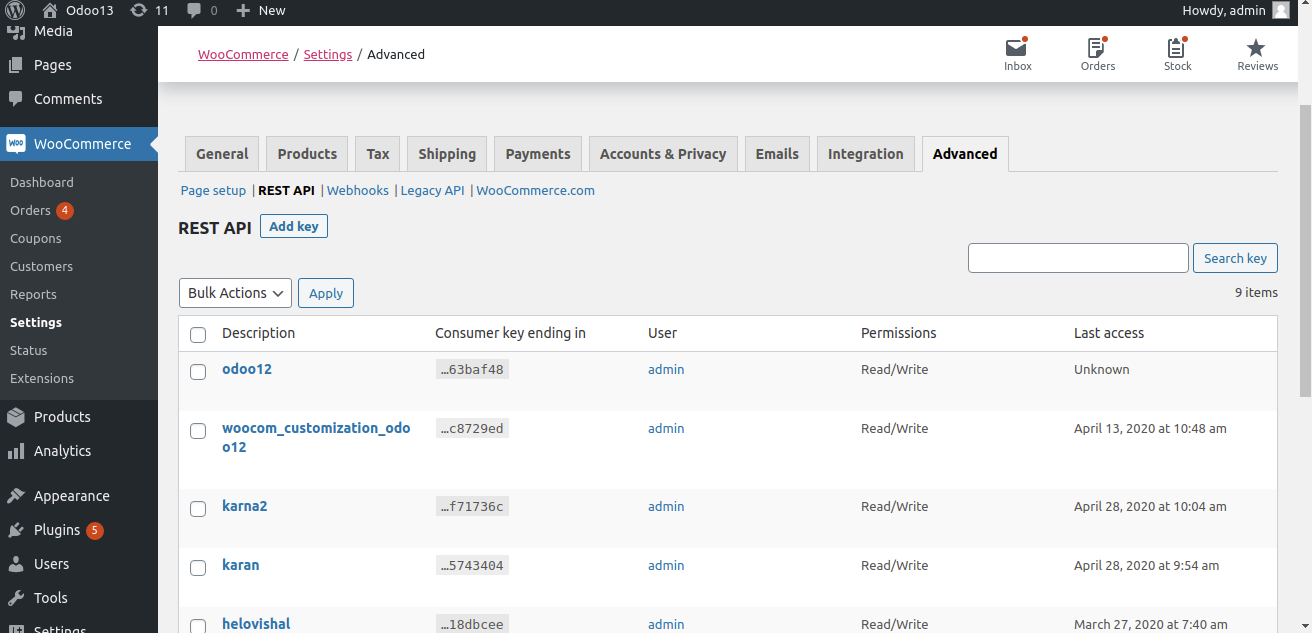 Odoo13 11 0 New Howdy, admin
Media
Pages
Comments
WooCommerce
Dashboard
Orders 4
Coupons
Customers
Reports
Settings
Status
Extensions
Products
Analytics
Appearance
Plugins 5
Users
Tools
Settings
WooCommerce / Settings / Advanced
Inbox Orders Stock Reviews
General Products Tax Shipping Payments Accounts & Privacy Emails Integration Advanced
Page setup | REST API | Webhooks | Legacy API | WooCommerce.com
REST API Add key
Search key
Bulk Actions Apply 9 items
Description Consumer key ending in User Permissions Last access
odoo12 …63baf48 admin Read/Write Unknown
woocom_customization_odo …c8729ed admin Read/Write April 13, 2020 at 10:48 am
o12
karna2 …f71736c admin Read/Write April 28, 2020 at 10:04 am
karan …5743404 admin Read/Write April 28, 2020 at 9:54 am
helovishal …18dbcee admin Read/Write March 27, 2020 at 7:40 am